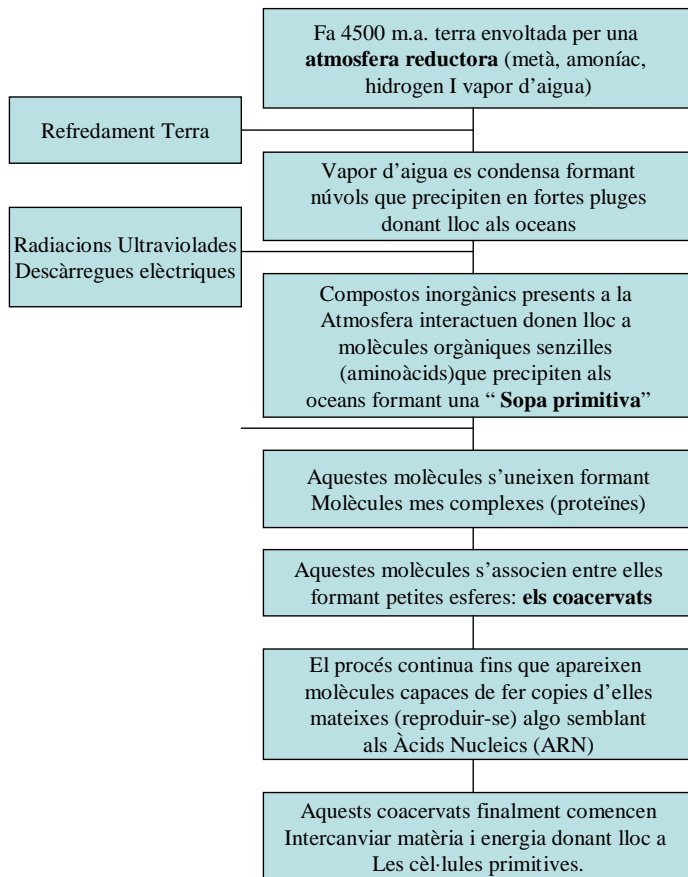 Fa 4500 m.a. terra envoltada per una
atmosfera reductora (metà, amoníac,
hidrogen I vapor d’aigua)
Refredament Terra
Vapor d’aigua es condensa formant
núvols que precipiten en fortes pluges
donant lloc als oceans
Radiacions Ultraviolades
Descàrregues elèctriques
Compostos inorgànics presents a la
Atmosfera interactuen donen lloc a
molècules orgàniques senzilles
(aminoàcids)que precipiten als
oceans formant una “ Sopa primitiva”
Aquestes molècules s’uneixen formant
Molècules mes complexes (proteïnes)
Aquestes molècules s’associen entre elles
formant petites esferes: els coacervats
El procés continua fins que apareixen
molècules capaces de fer copies d’elles
mateixes (reproduir-se) algo semblant
als Àcids Nucleics (ARN)
Aquests coacervats finalment comencen
Intercanviar matèria i energia donant lloc a
Les cèl·lules primitives.